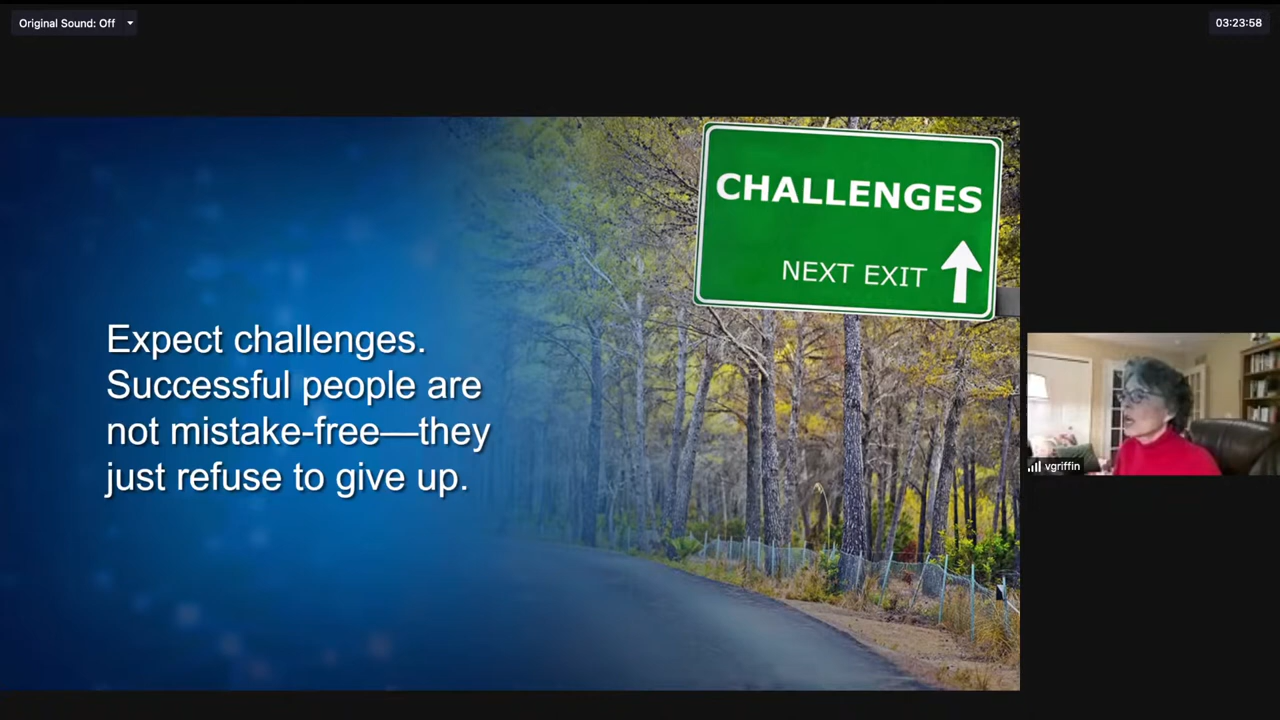 Original Sound: Off
03:23:58
CHALLENGES
NEXT EXIT
Expect challenges.
Successful people are
not mistake-free—they
just refuse to give up.
vgriffin